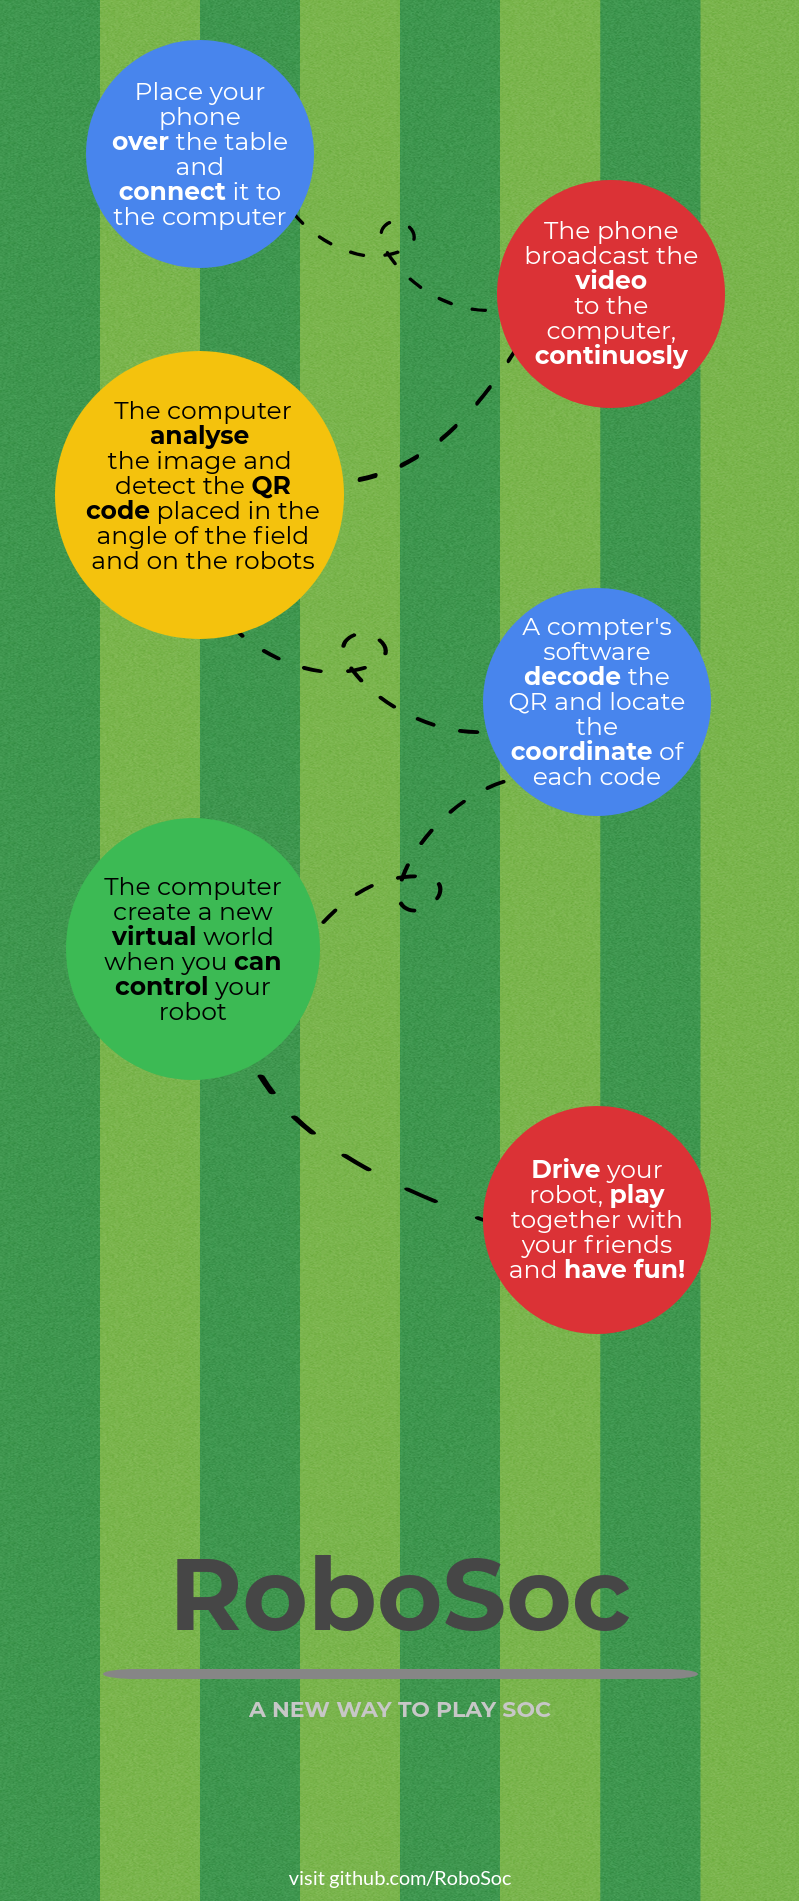 Place your
phone
over the table
and
connect it to
the computer
The phone
broadcast the
video
to the
computer,
continuosly
The computer
analyse
the image and
detect the QR
code placed in the
angle of the field
and on the robots
A compter's
software
decode the
QR and locate
the
coordinate of
each code
The computer
create a new
virtual world
when you can
control your
robot
Drive your
robot, play
together with
your friends
and have fun!
RoboSoc
A NEW WAY TO PLAY SOC
visit github.com/RoboSoc